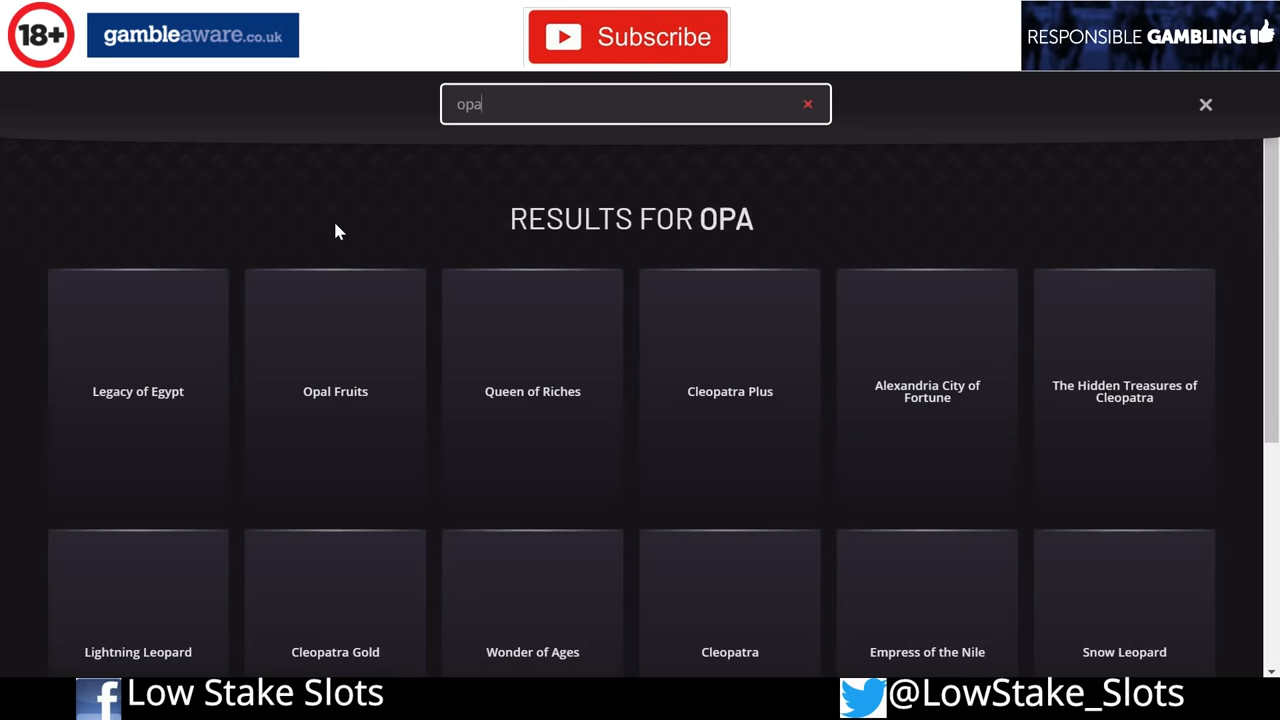 18+
gambleaware.co.uk
Subscribe
RESPONSIBLE GAMBLING
opa
RESULTS FOR OPA
Legacy of Egypt
Opal Fruits
Queen of Riches
Cleopatra Plus
Alexandria City of
Fortune
The Hidden Treasures of
Cleopatra
Lightning Leopard
Cleopatra Gold
Wonder of Ages
Cleopatra
Empress of the Nile
Snow Leopard
f Low Stake Slots
@LowStake_Slots